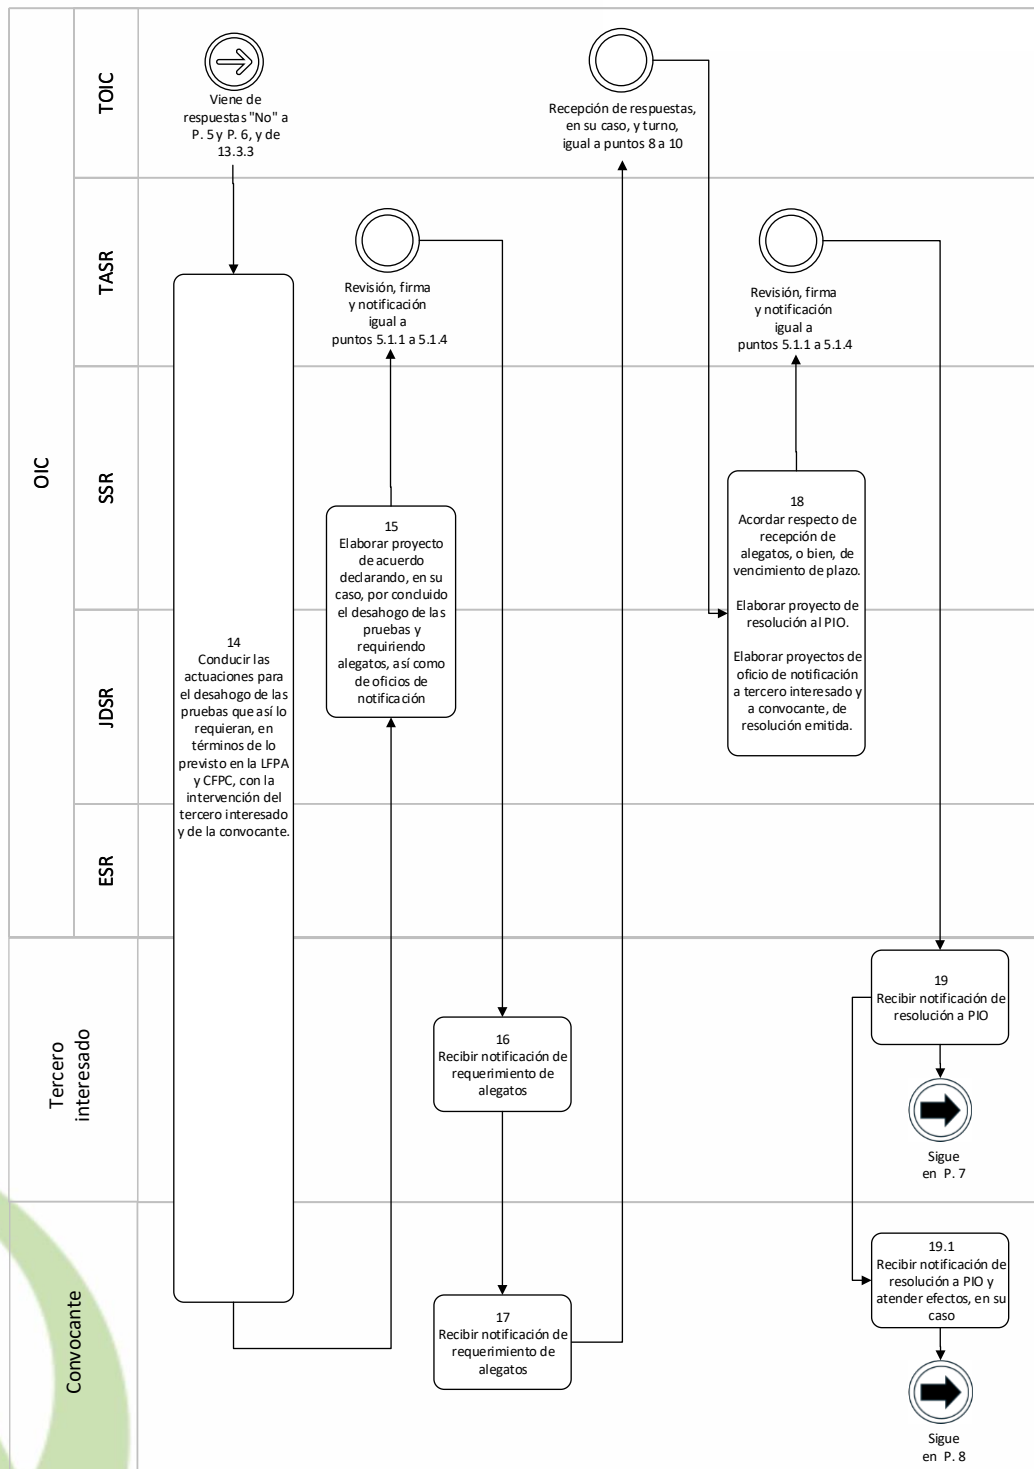 OIC
TOIC
TASR
SSR
JDSR
ESR
Tercero
interesado
Convocante
Viene de
respuestas "No" a
P. 5 y P. 6, y de
13.3.3
14
Conducir las
actuaciones para
el desahogo de las
pruebas que así lo
requieran, en
términos de lo
previsto en la LFPA
y CFPC, con la
intervención del
tercero interesado
y de la convocante.
Revisión, firma
y notificación
igual a
puntos 5.1.1 a 5.1.4
15
Elaborar proyecto
de acuerdo
declarando, en su
caso, por concluido
el desahogo de las
pruebas y
requiriendo
alegatos, así como
de oficios de
notificación
16
Recibir notificación de
requerimiento de
alegatos
17
Recibir notificación de
requerimiento de
alegatos
Recepción de respuestas,
en su caso, y turno,
igual a puntos 8 a 10
Revisión, firma
y notificación
igual a
puntos 5.1.1 a 5.1.4
18
Acordar respecto de
recepción de
alegatos, o bien, de
vencimiento de plazo.
Elaborar proyecto de
resolución al PIO.
Elaborar proyectos de
oficio de notificación
a tercero interesado y
a convocante, de
resolución emitida.
19
Recibir notificación de
resolución a PIO
Sigue
en P. 7
19.1
Recibir notificación de
resolución a PIO y
atender efectos, en su
caso
Sigue
en P. 8